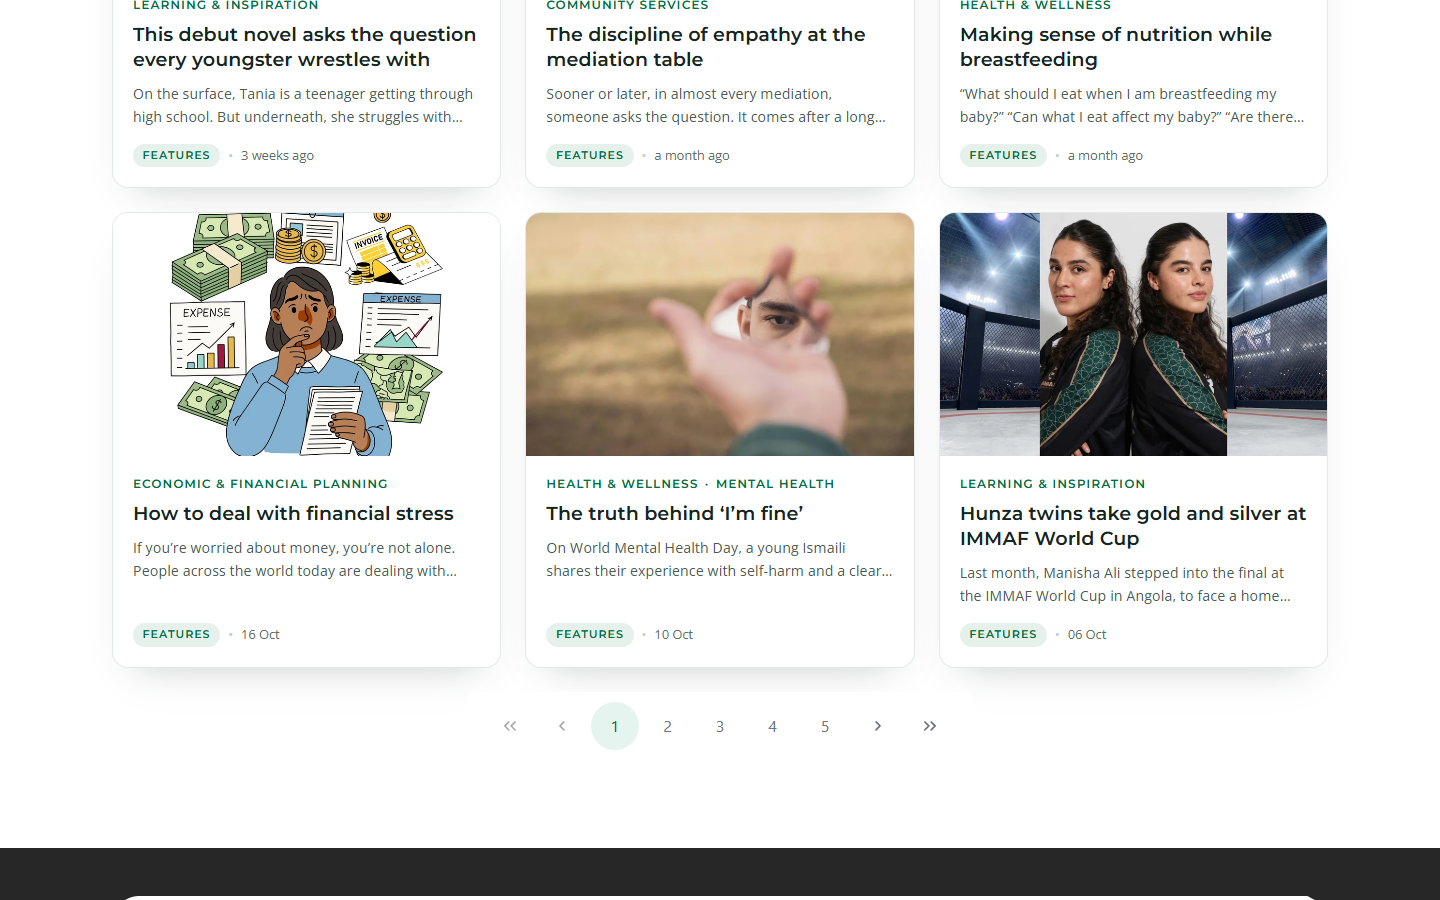 LEARNING & INSPIRATION
This debut novel asks the question
every youngster wrestles with
On the surface, Tania is a teenager getting through
high school. But underneath, she struggles with...
FEATURES • 3 weeks ago
COMMUNITY SERVICES
The discipline of empathy at the
mediation table
Sooner or later, in almost every mediation,
someone asks the question. It comes after a long...
FEATURES • a month ago
HEALTH & WELLNESS
Making sense of nutrition while
breastfeeding
“What should I eat when I am breastfeeding my
baby?” “Can what I eat affect my baby?” “Are there...
FEATURES • a month ago
INVOICE
EXPENSE
EXPENSE
ECONOMIC & FINANCIAL PLANNING
How to deal with financial stress
If you’re worried about money, you’re not alone.
People across the world today are dealing with...
FEATURES • 16 Oct
HEALTH & WELLNESS · MENTAL HEALTH
The truth behind ‘I’m fine’
On World Mental Health Day, a young Ismaili
shares their experience with self-harm and a clear...
FEATURES • 10 Oct
LEARNING & INSPIRATION
Hunza twins take gold and silver at
IMMAF World Cup
Last month, Manisha Ali stepped into the final at
the IMMAF World Cup in Angola, to face a home...
FEATURES • 06 Oct
1 2 3 4 5